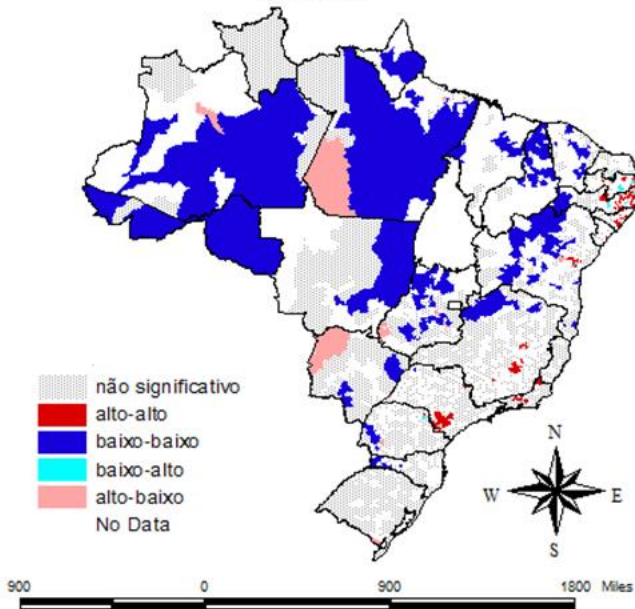 não significativo
alto-alto
baixo-baixo
baixo-alto
alto-baixo
No Data
N
W E
S
900 0 900 1800 Miles